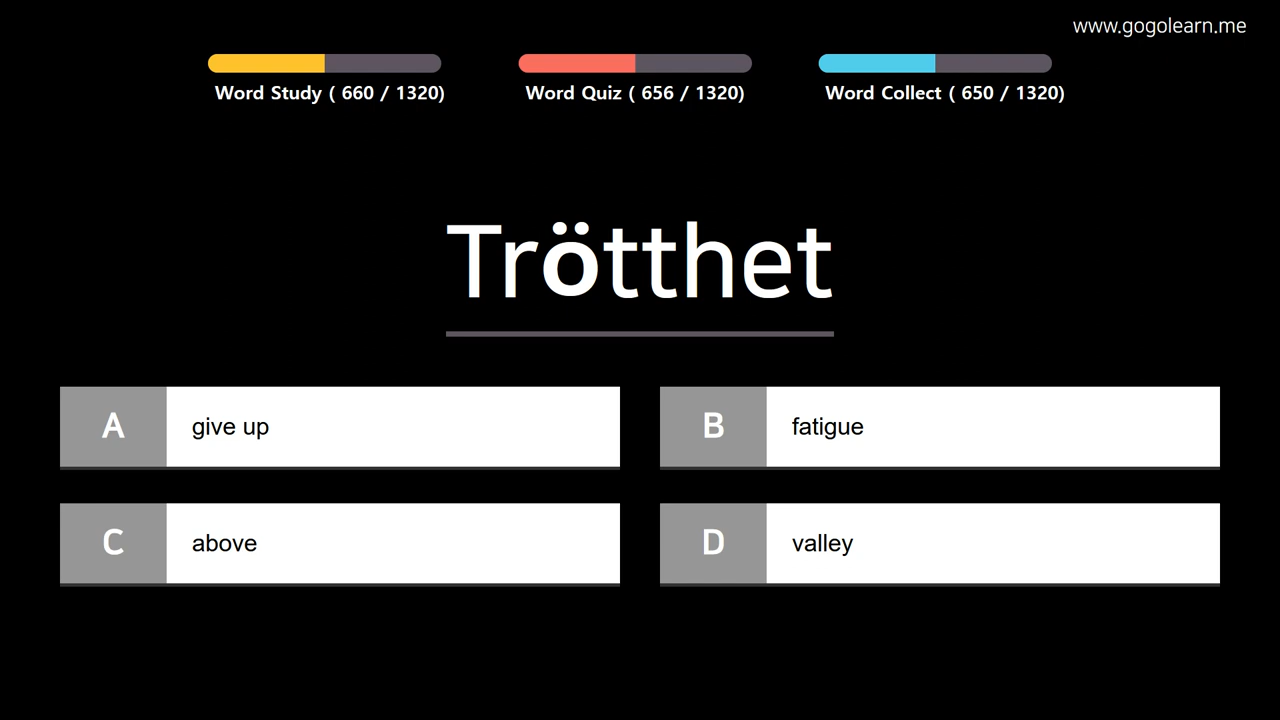 www.gogolearn.me
Word Study ( 660 / 1320)
Word Quiz ( 656 / 1320)
Word Collect ( 650 / 1320)
Trötthet
A
give up
B
fatigue
C
above
D
valley